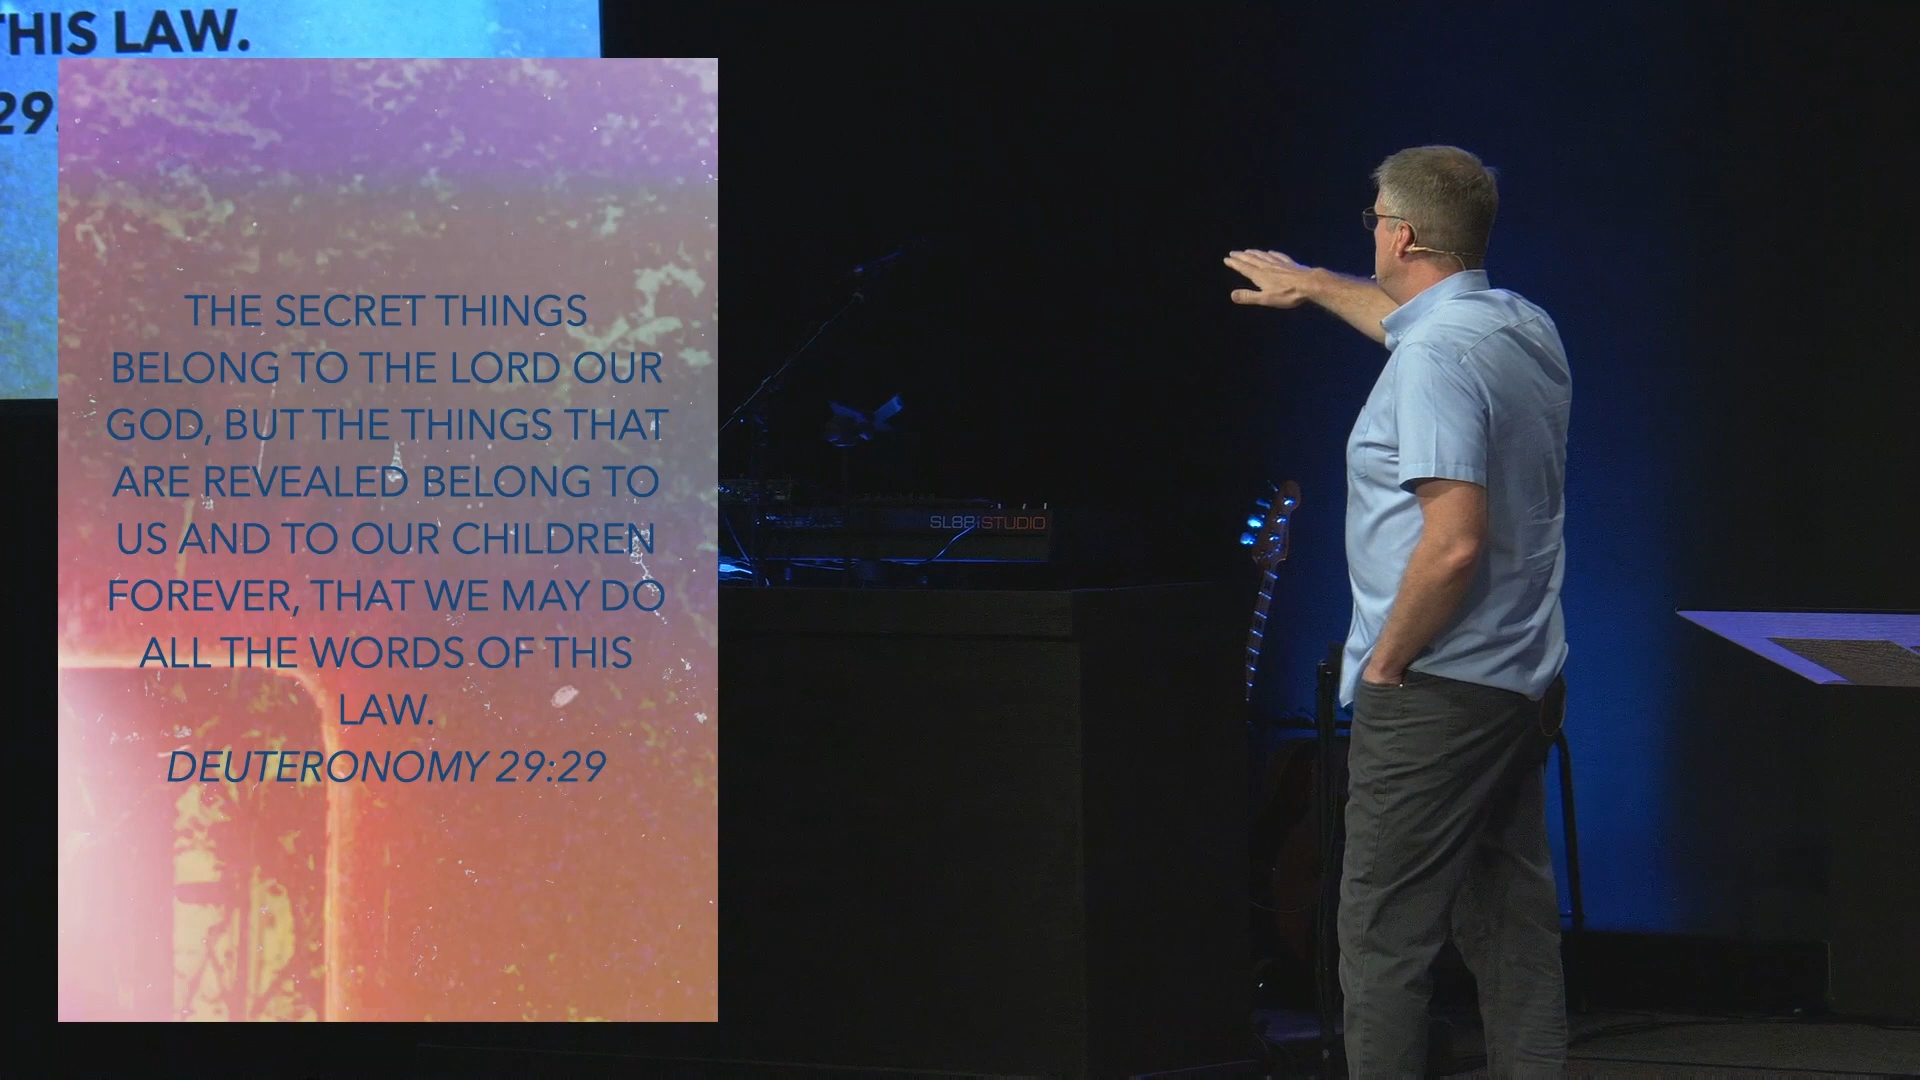 THIS LAW.
29
THE SECRET THINGS
BELONG TO THE LORD OUR
GOD, BUT THE THINGS THAT
ARE REVEALED BELONG TO
US AND TO OUR CHILDREN
FOREVER, THAT WE MAY DO
ALL THE WORDS OF THIS
LAW.
DEUTERONOMY 29:29
SL88 STUDIO